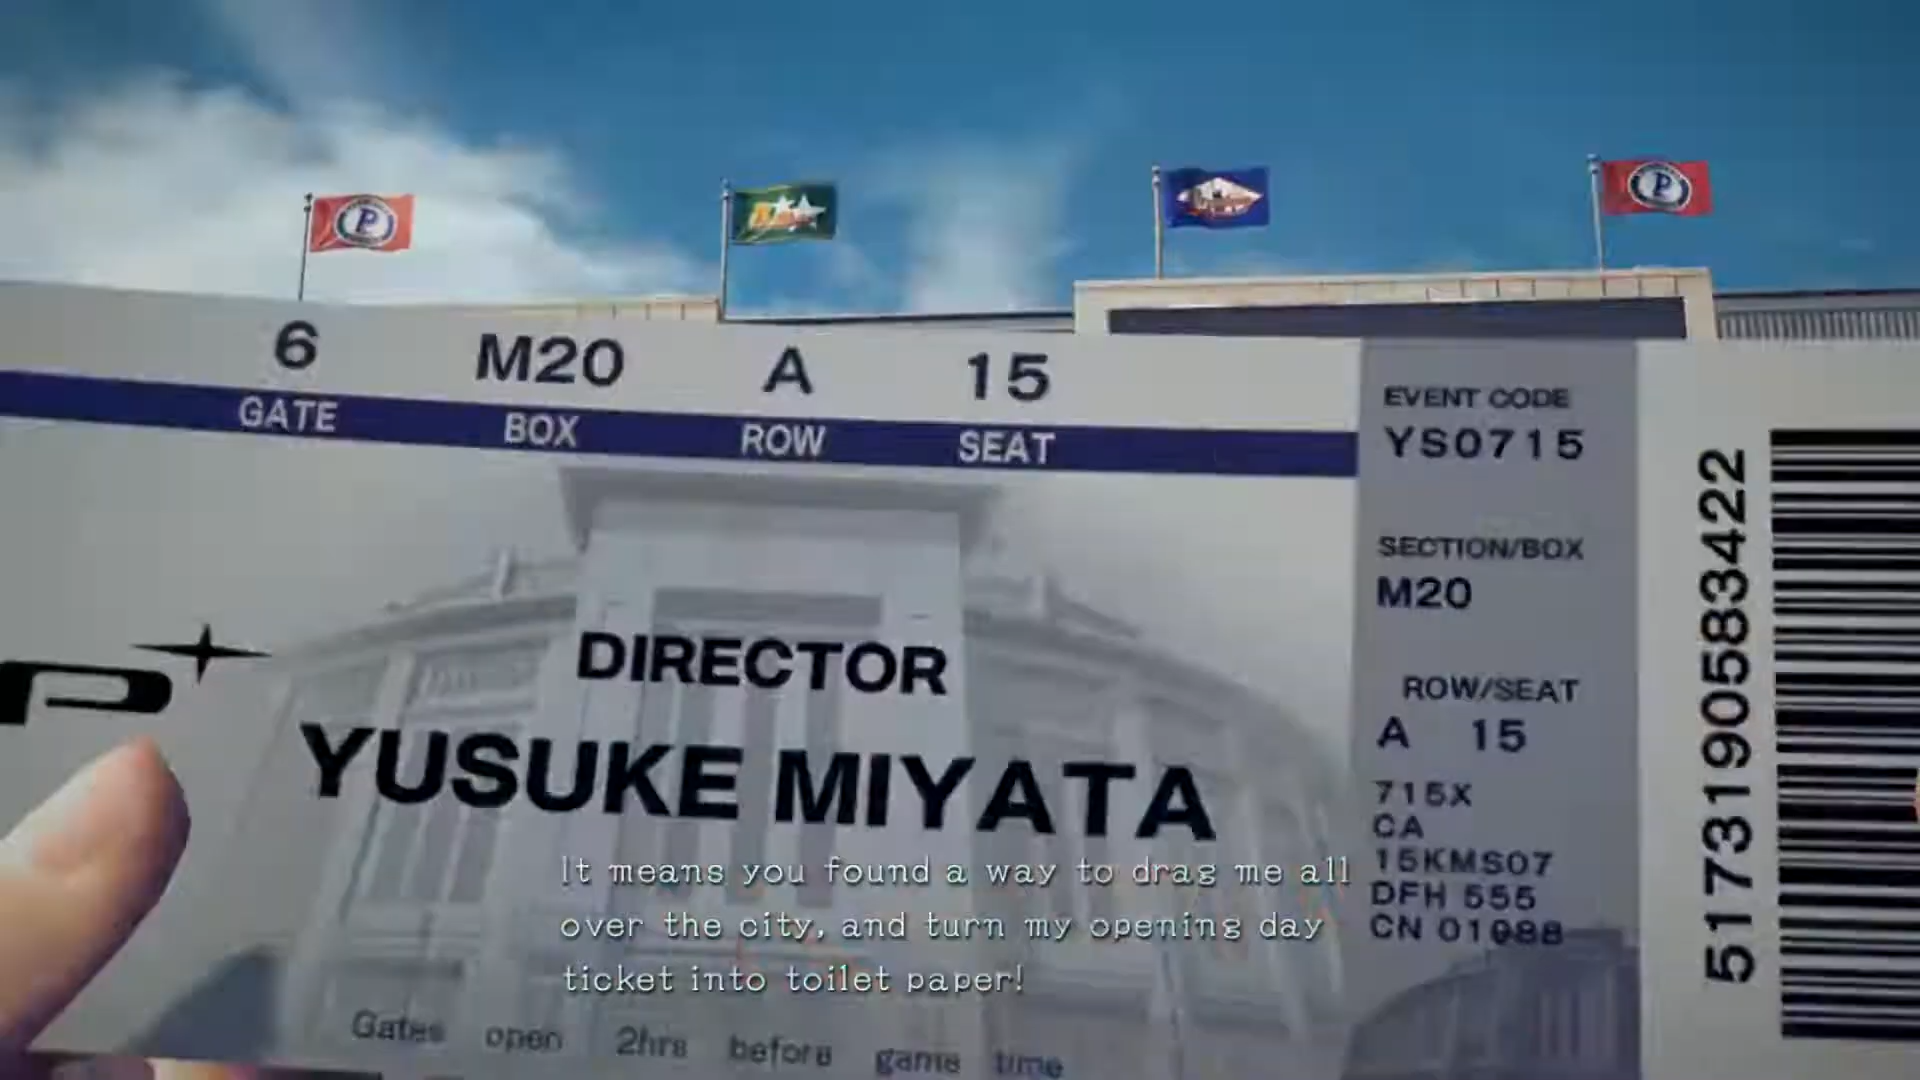 P
P
6 M20 A 15
GATE BOX ROW SEAT
EVENT CODE
YS0715
SECTION/BOX
M20
ROW/SEAT
A 15
715X
CA
15KMS07
DFH 555
CN 01988
5173190583422
P
DIRECTOR
YUSUKE MIYATA
It means you found a way to drag me all
over the city, and turn my opening day
ticket into toilet paper!
Gates open 2hrs before game time